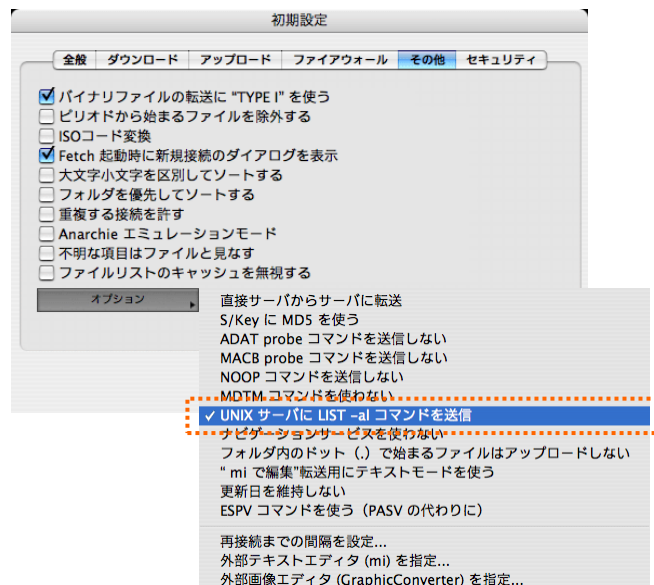 初期設定
全般 ダウンロード アップロード ファイアウォール その他 セキュリティ
バイナリファイルの転送に "TYPE I" を使う
ピリオドから始まるファイルを除外する
ISOコード変換
Fetch 起動時に新規接続のダイアログを表示
大文字小文字を区別してソートする
フォルダを優先してソートする
重複する接続を許す
Anarchie エミュレーションモード
不明な項目はファイルと見なす
ファイルリストのキャッシュを無視する
オプション
直接サーバからサーバに転送
S/Key に MD5 を使う
ADAT probe コマンドを送信しない
MACB probe コマンドを送信しない
NOOP コマンドを送信しない
MDTM コマンドを使わない
✓ UNIX サーバに LIST -al コマンドを送信
ナビゲーションサービスを使わない
フォルダ内のドット（.）で始まるファイルはアップロードしない
" mi で編集"転送用にテキストモードを使う
更新日を維持しない
ESPV コマンドを使う（PASV の代わりに）
再接続までの間隔を設定...
外部テキストエディタ (mi) を指定...
外部画像エディタ (GraphicConverter) を指定...